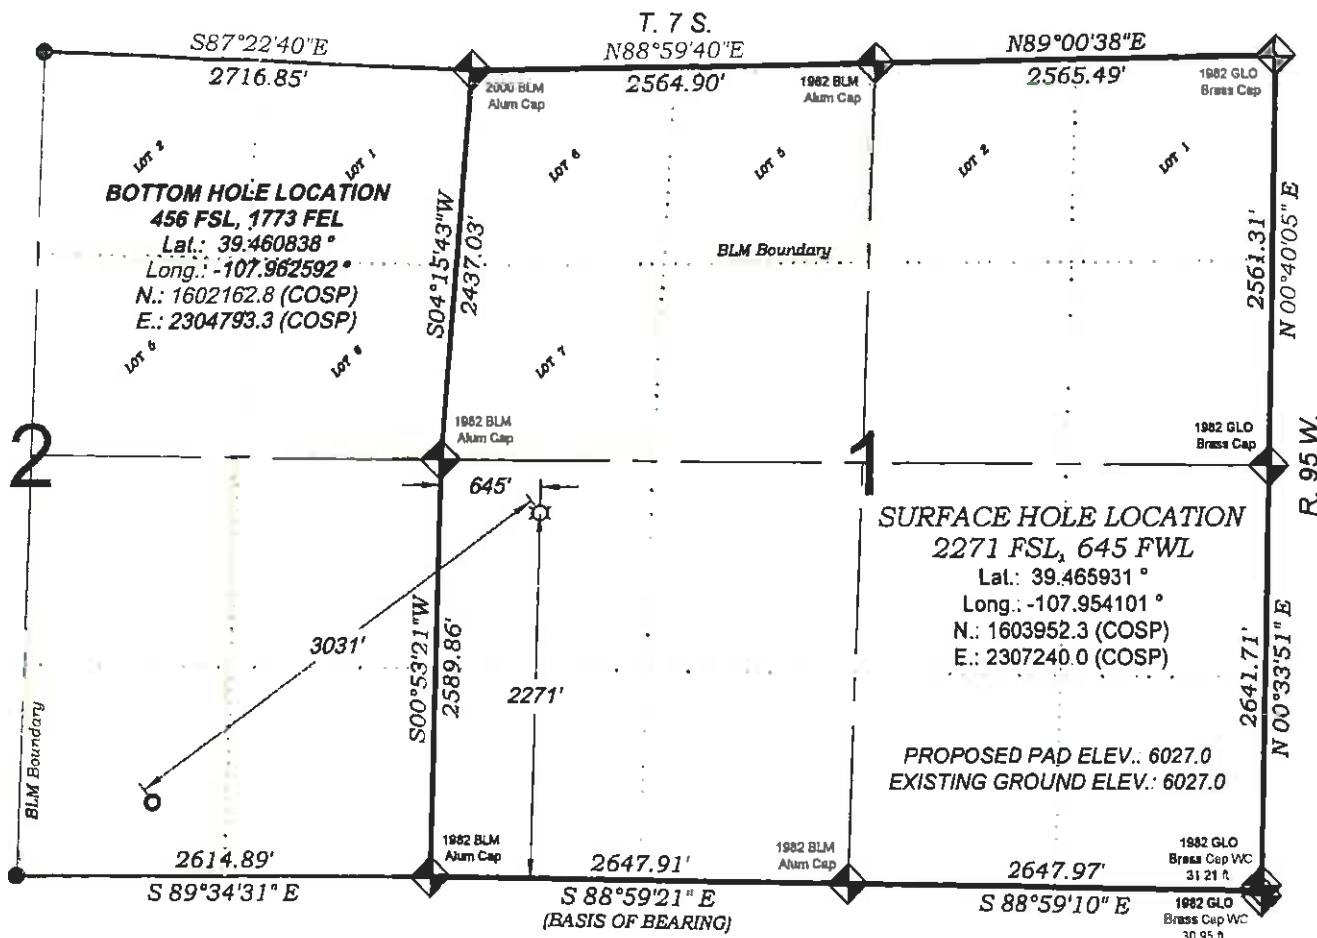 T. 7 S.
S87°22'40"E
2716.85'
N88°59'40"E
2564.90'
N89°00'38"E
2565.49'
2000 BLM
Alum Cap
1982 BLM
Alum Cap
1982 GLO
Brass Cap
LOT 2
LOT 1
LOT 6
LOT 5
LOT 2
LOT 1
BOTTOM HOLE LOCATION
456 FSL, 1773 FEL
Lat.: 39.460838 °
Long.: -107.962592 °
N.: 1602162.8 (COSP)
E.: 2304793.3 (COSP)
S04°15'43"W
2437.03'
BLM Boundary
2561.31'
N 00°40'05" E
LOT 5
LOT 6
LOT 7
1982 BLM
Alum Cap
1982 GLO
Brass Cap
2
1
R. 95 W.
645'
SURFACE HOLE LOCATION
2271 FSL, 645 FWL
Lat.: 39.465931 °
Long.: -107.954101 °
N.: 1603952.3 (COSP)
E.: 2307240.0 (COSP)
3031'
S00°53'21"W
2589.86'
2271'
2641.71'
N 00°33'51" E
BLM Boundary
PROPOSED PAD ELEV.: 6027.0
EXISTING GROUND ELEV.: 6027.0
1982 BLM
Alum Cap
1982 BLM
Alum Cap
1982 GLO
Brass Cap WC
31.21 ft.
2614.89'
S 89°34'31" E
2647.91'
S 88°59'21" E
(BASIS OF BEARING)
2647.97'
S 88°59'10" E
1982 GLO
Brass Cap WC
30.95 ft.